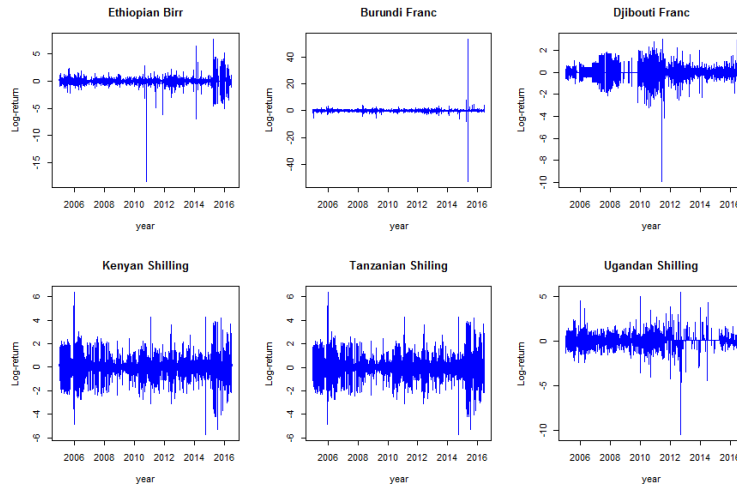 Ethiopian Birr
Burundi Franc
Djibouti Franc
Log-return
5
0
-5
-10
-15
2006 2008 2010 2012 2014 2016
year
Log-return
40
20
0
-20
-40
2006 2008 2010 2012 2014 2016
year
Log-return
2
0
-2
-4
-6
-8
-10
2006 2008 2010 2012 2014 2016
year
Kenyan Shilling
Tanzanian Shiling
Ugandan Shilling
Log-return
6
4
2
0
-2
-4
-6
2006 2008 2010 2012 2014 2016
year
Log-return
6
4
2
0
-2
-4
-6
2006 2008 2010 2012 2014 2016
year
Log-return
5
0
-5
-10
2006 2008 2010 2012 2014 2016
year